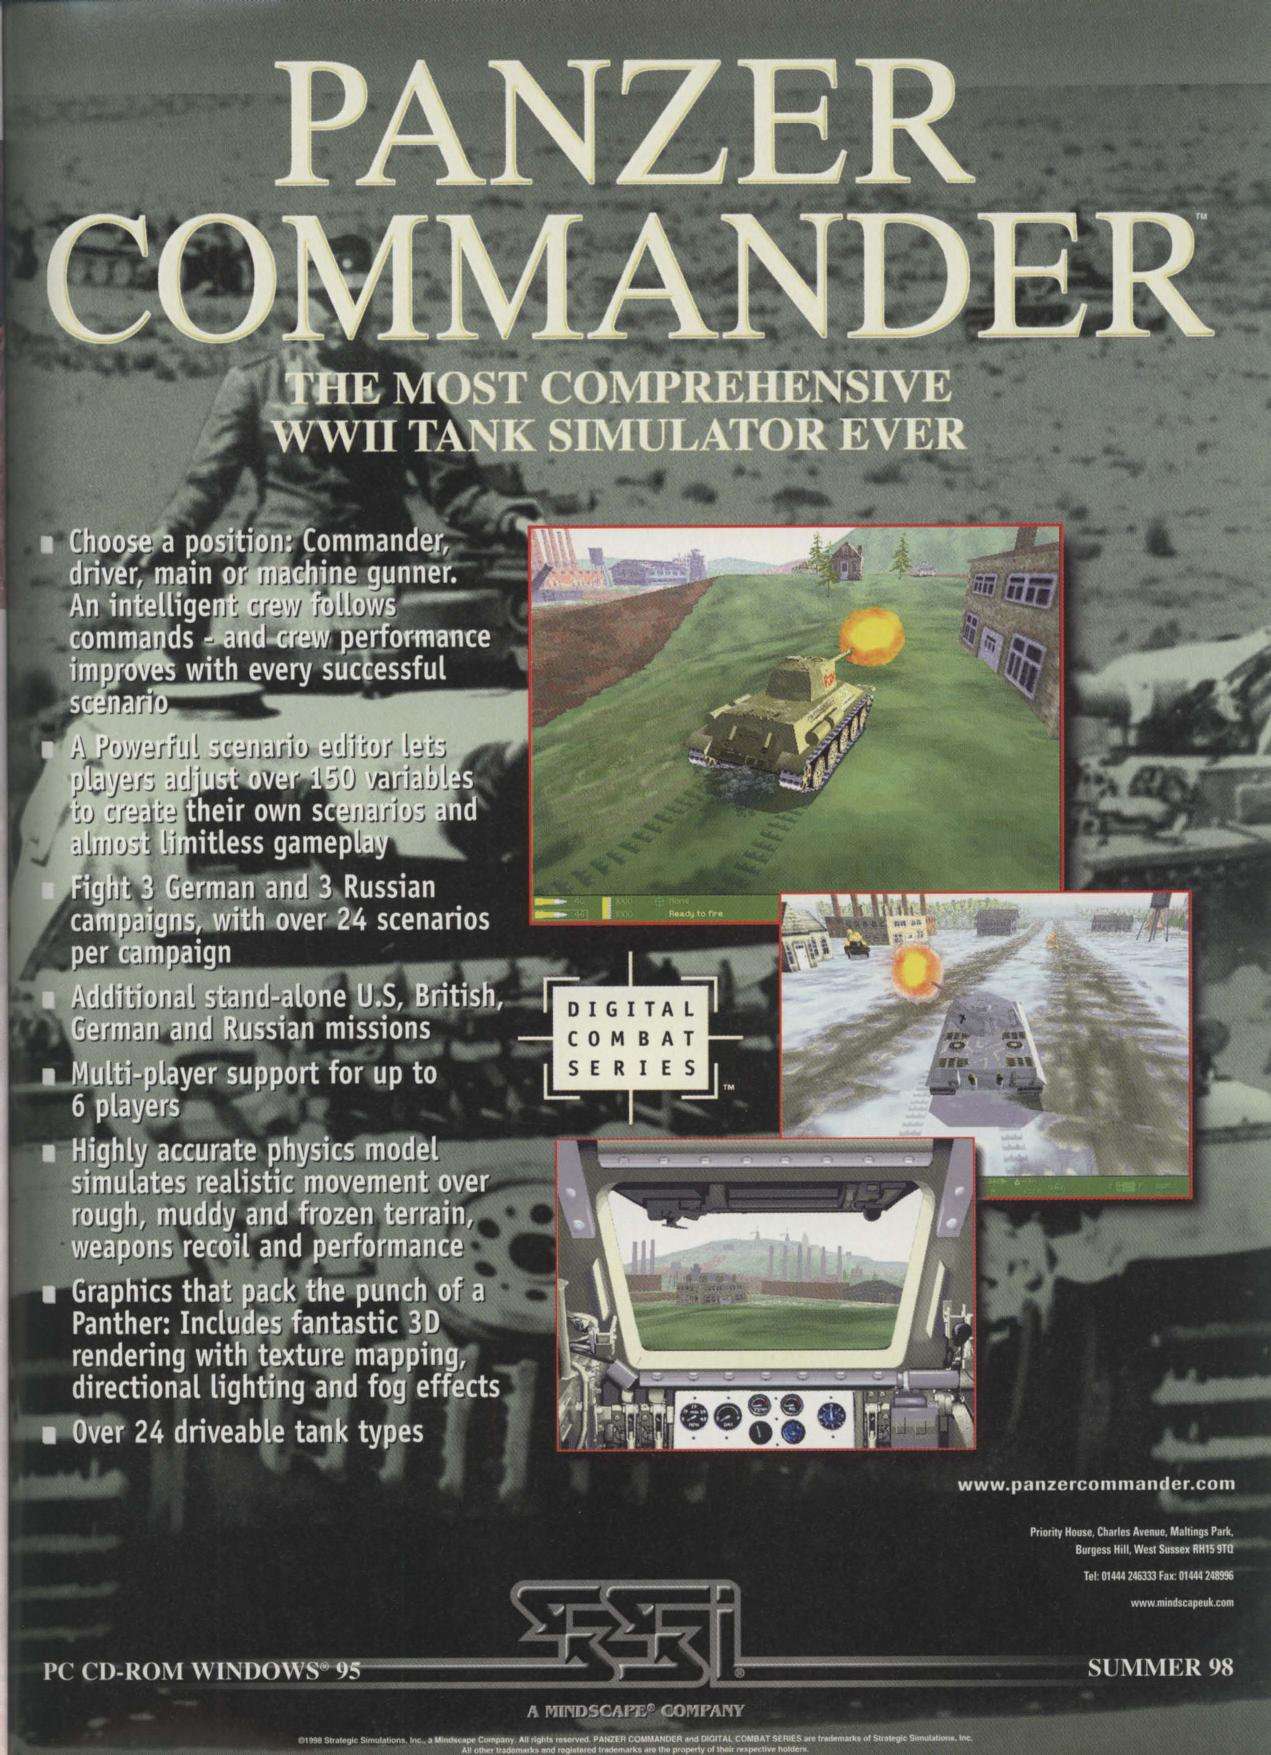 PANZER
COMMANDER™
THE MOST COMPREHENSIVE
WWII TANK SIMULATOR EVER
Choose a position: Commander,
driver, main or machine gunner.
An intelligent crew follows
commands - and crew performance
improves with every successful
scenario
A Powerful scenario editor lets
players adjust over 150 variables
to create their own scenarios and
almost limitless gameplay
Fight 3 German and 3 Russian
campaigns, with over 24 scenarios
per campaign
Additional stand-alone U.S, British,
German and Russian missions
Multi-player support for up to
6 players
Highly accurate physics model
simulates realistic movement over
rough, muddy and frozen terrain,
weapons recoil and performance
Graphics that pack the punch of a
Panther: Includes fantastic 3D
rendering with texture mapping,
directional lighting and fog effects
Over 24 driveable tank types
1000 None
1000 Ready to fire
DIGITAL
COMBAT
SERIES™
www.panzercommander.com
Priority House, Charles Avenue, Maltings Park,
Burgess Hill, West Sussex RH15 9TQ
Tel: 01444 246333 Fax: 01444 248996
www.mindscapeuk.com
SSi®
PC CD-ROM WINDOWS® 95
SUMMER 98
A MINDSCAPE® COMPANY
©1998 Strategic Simulations, Inc., a Mindscape Company. All rights reserved. PANZER COMMANDER and DIGITAL COMBAT SERIES are trademarks of Strategic Simulations, Inc.
All other trademarks and registered trademarks are the property of their respective holders.